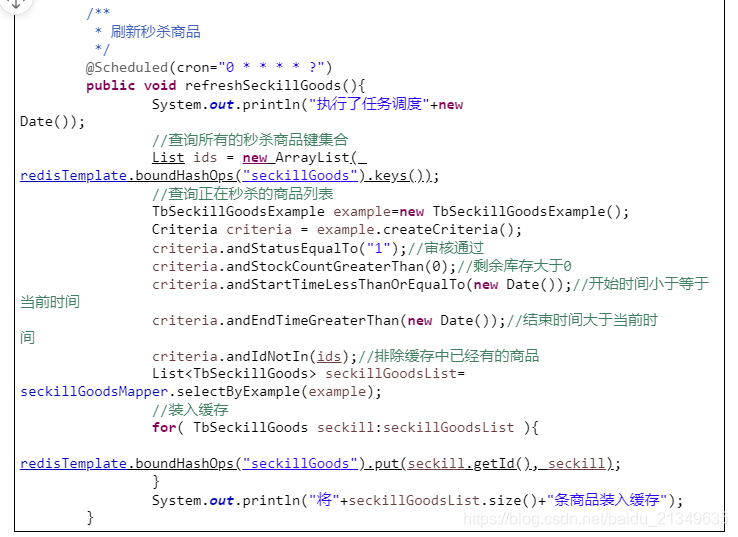 /**
* 刷新秒杀商品
*/
@Scheduled(cron="0 * * * * ?")
public void refreshSeckillGoods(){
System.out.println("执行了任务调度"+new
Date());
//查询所有的秒杀商品键集合
List ids = new ArrayList(
redisTemplate.boundHashOps("seckillGoods").keys());
//查询正在秒杀的商品列表
TbSeckillGoodsExample example=new TbSeckillGoodsExample();
Criteria criteria = example.createCriteria();
criteria.andStatusEqualTo("1");//审核通过
criteria.andStockCountGreaterThan(0);//剩余库存大于0
criteria.andStartTimeLessThanOrEqualTo(new Date());//开始时间小于等于
当前时间
criteria.andEndTimeGreaterThan(new Date());//结束时间大于当前时
间
criteria.andIdNotIn(ids);//排除缓存中已经有的商品
List<TbSeckillGoods> seckillGoodsList=
seckillGoodsMapper.selectByExample(example);
//装入缓存
for( TbSeckillGoods seckill:seckillGoodsList ){
redisTemplate.boundHashOps("seckillGoods").put(seckill.getId(), seckill);
}
System.out.println("将"+seckillGoodsList.size()+"条商品装入缓存");
}
https://blog.csdn.net/baidu_21349635